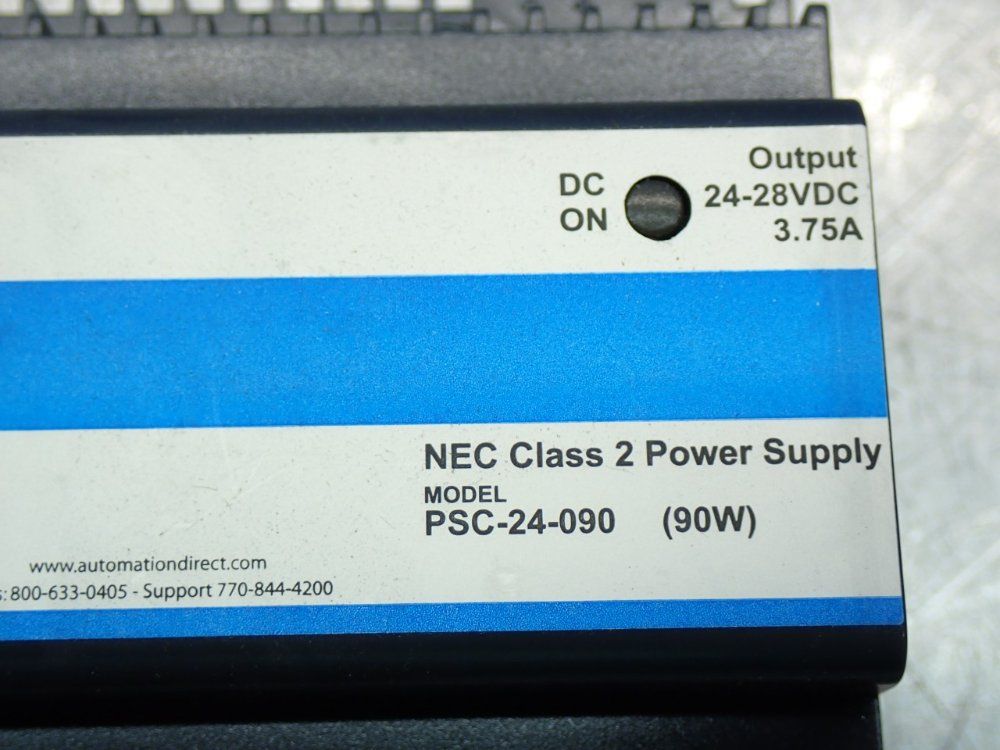 Output
DC
24-28VDC
ON
3.75A
NEC Class 2 Power Supply
MODEL
PSC-24-090 (90W)
www.automationdirect.com
800-633-0405 - Support 770-844-4200